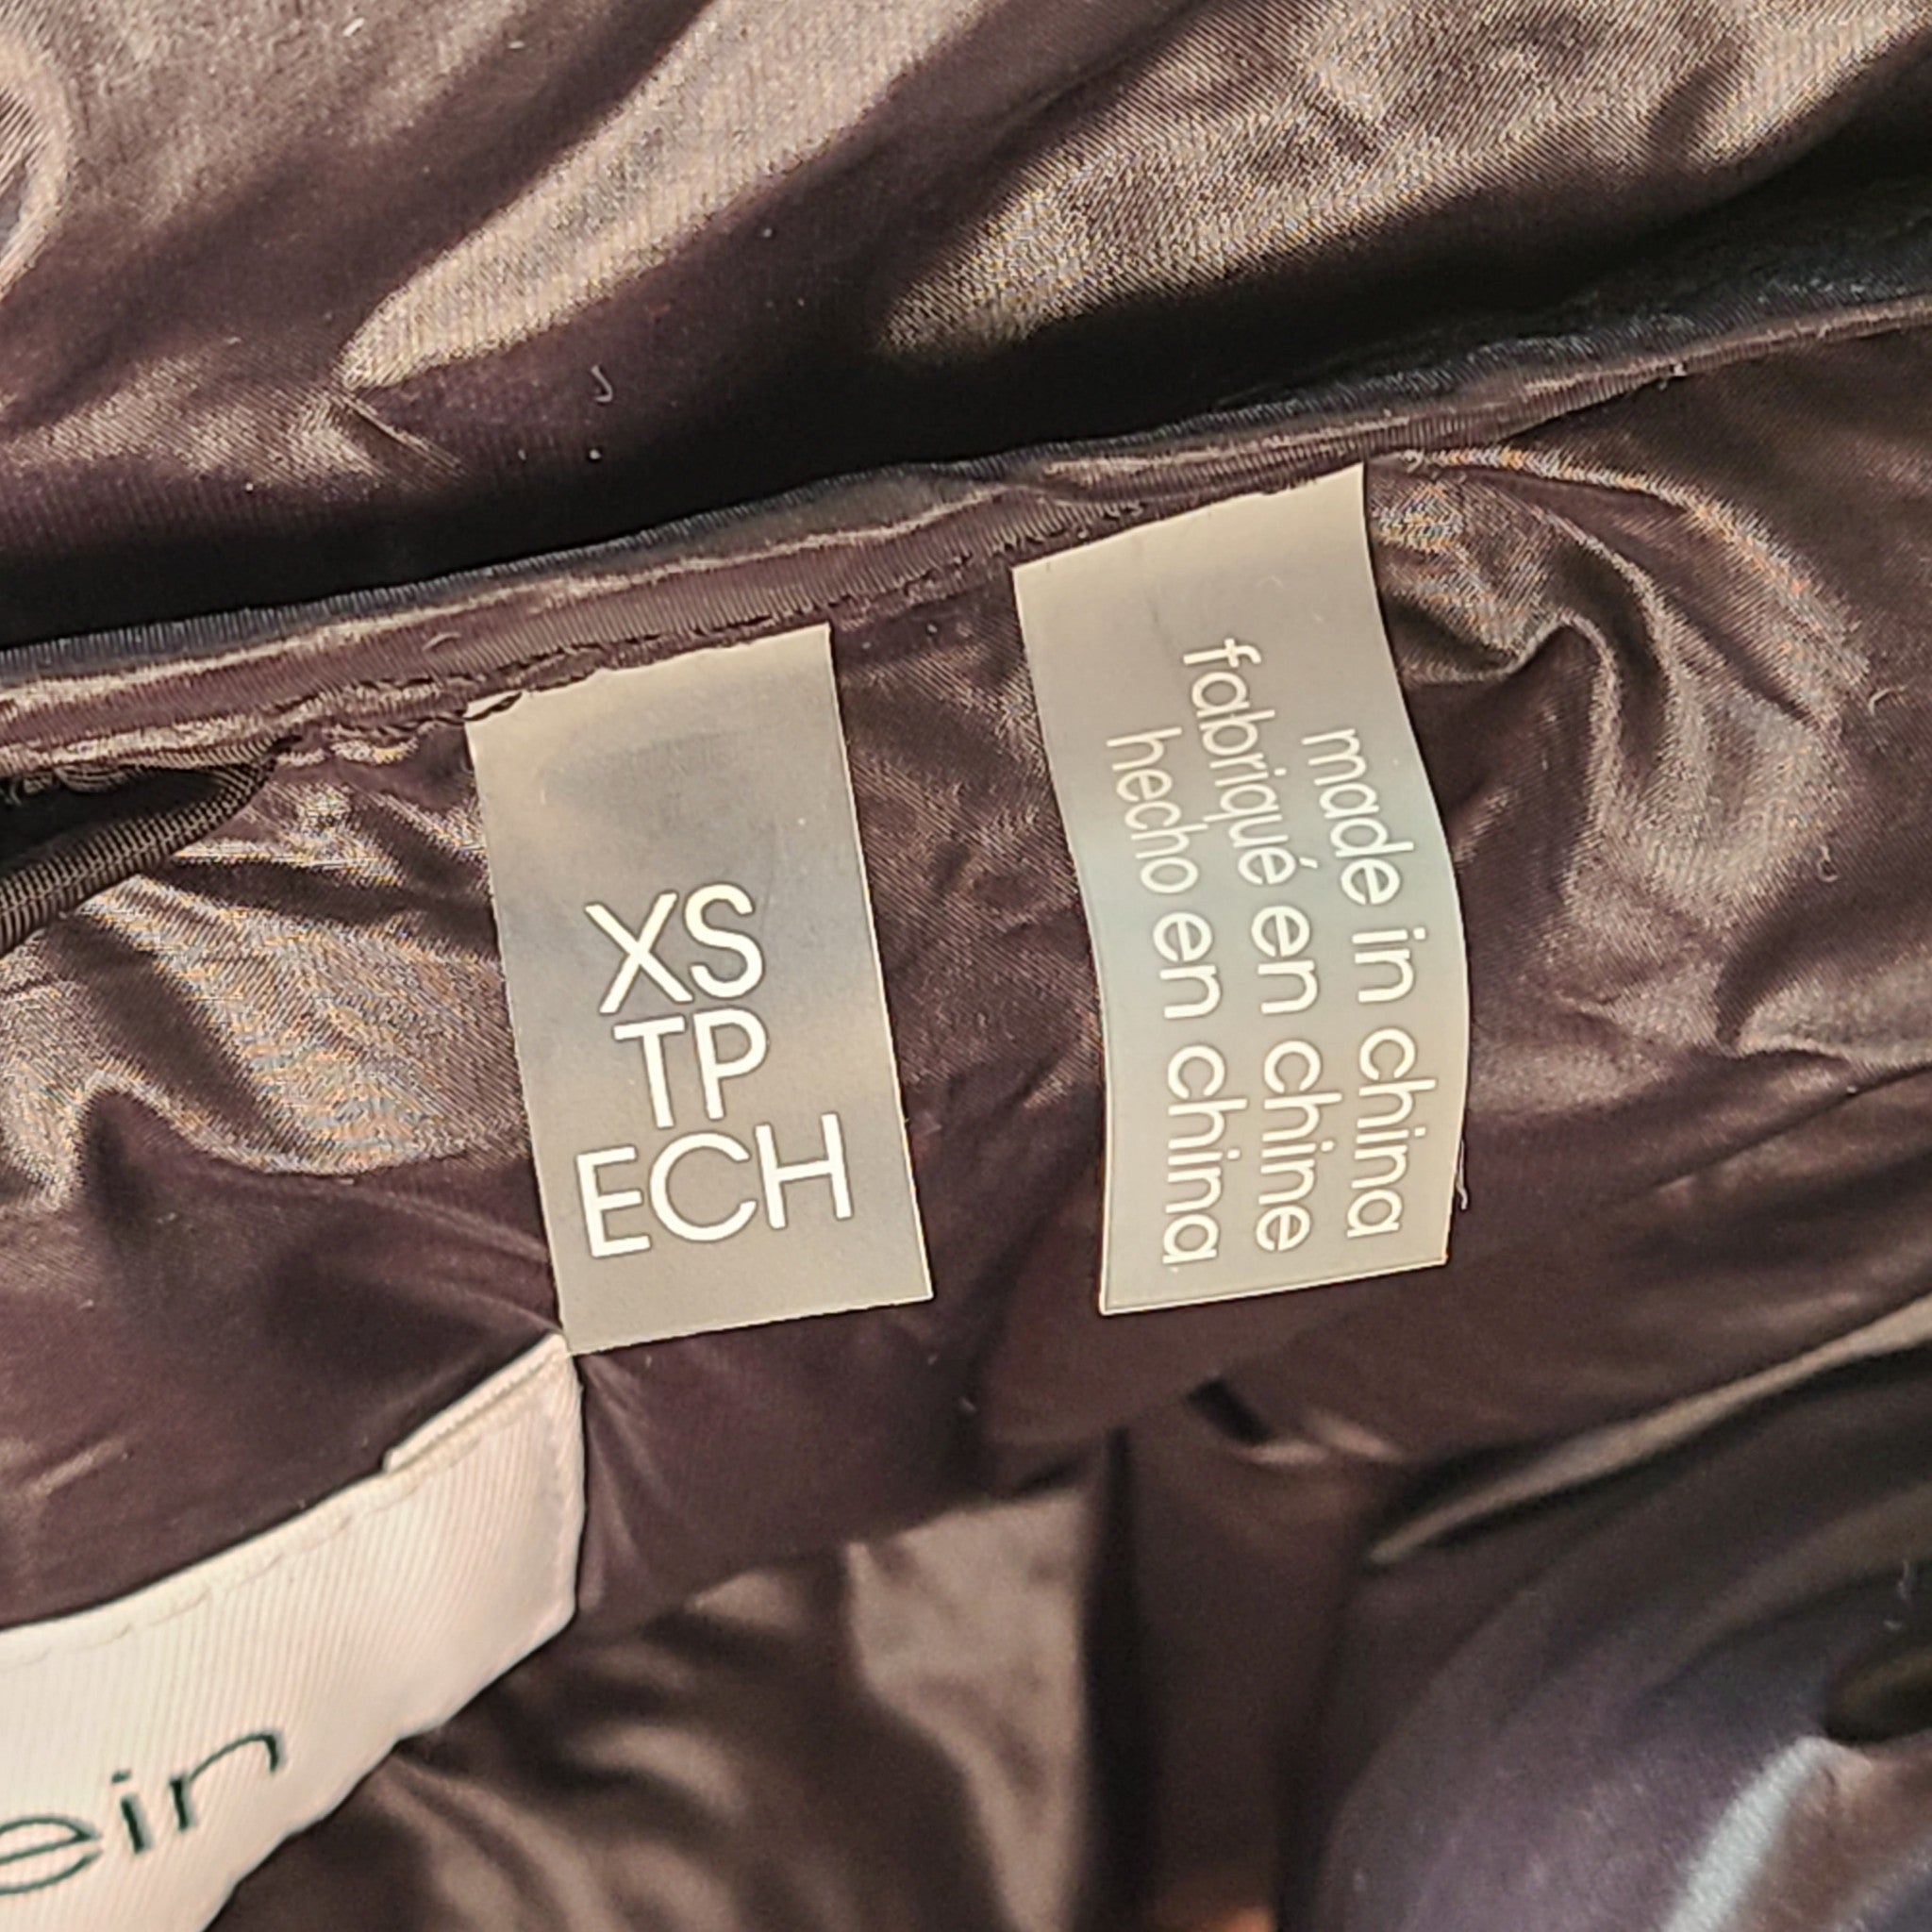 XS
TP
ECH
made in china
fabriqué en chine
hecho en china
ein